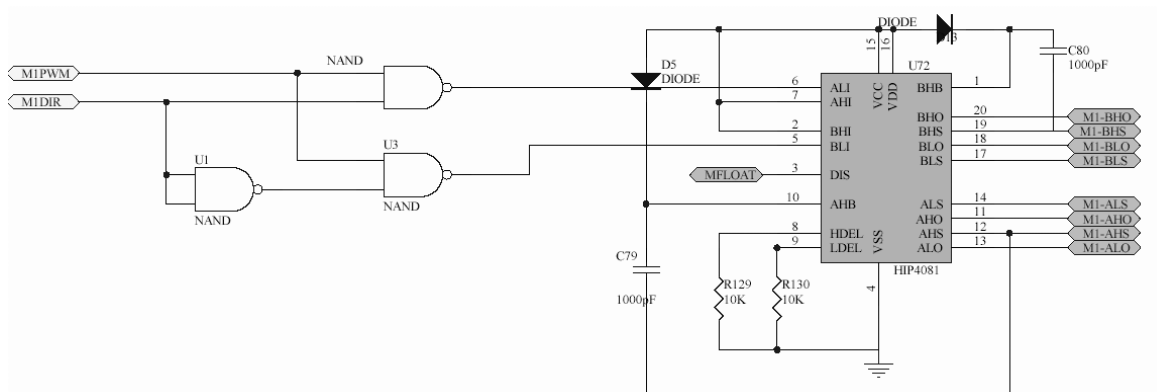 DIODE
15
16
C80
1000pF
NAND
D5
DIODE
U72
M1PWM
M1DIR
6
7
2
5
3
10
8
9
ALI
AHI
BHI
BLI
DIS
AHB
HDEL
LDEL
VCC
VDD
VSS
BHB
BHO
BHS
BLO
BLS
ALS
AHO
AHS
ALO
1
20
19
18
17
14
11
12
13
M1-BHO
M1-BHS
M1-BLO
M1-BLS
M1-ALS
M1-AHO
M1-AHS
M1-ALO
HIP4081
MFLOAT
U1
NAND
U3
NAND
C79
1000pF
R129
10K
R130
10K
4